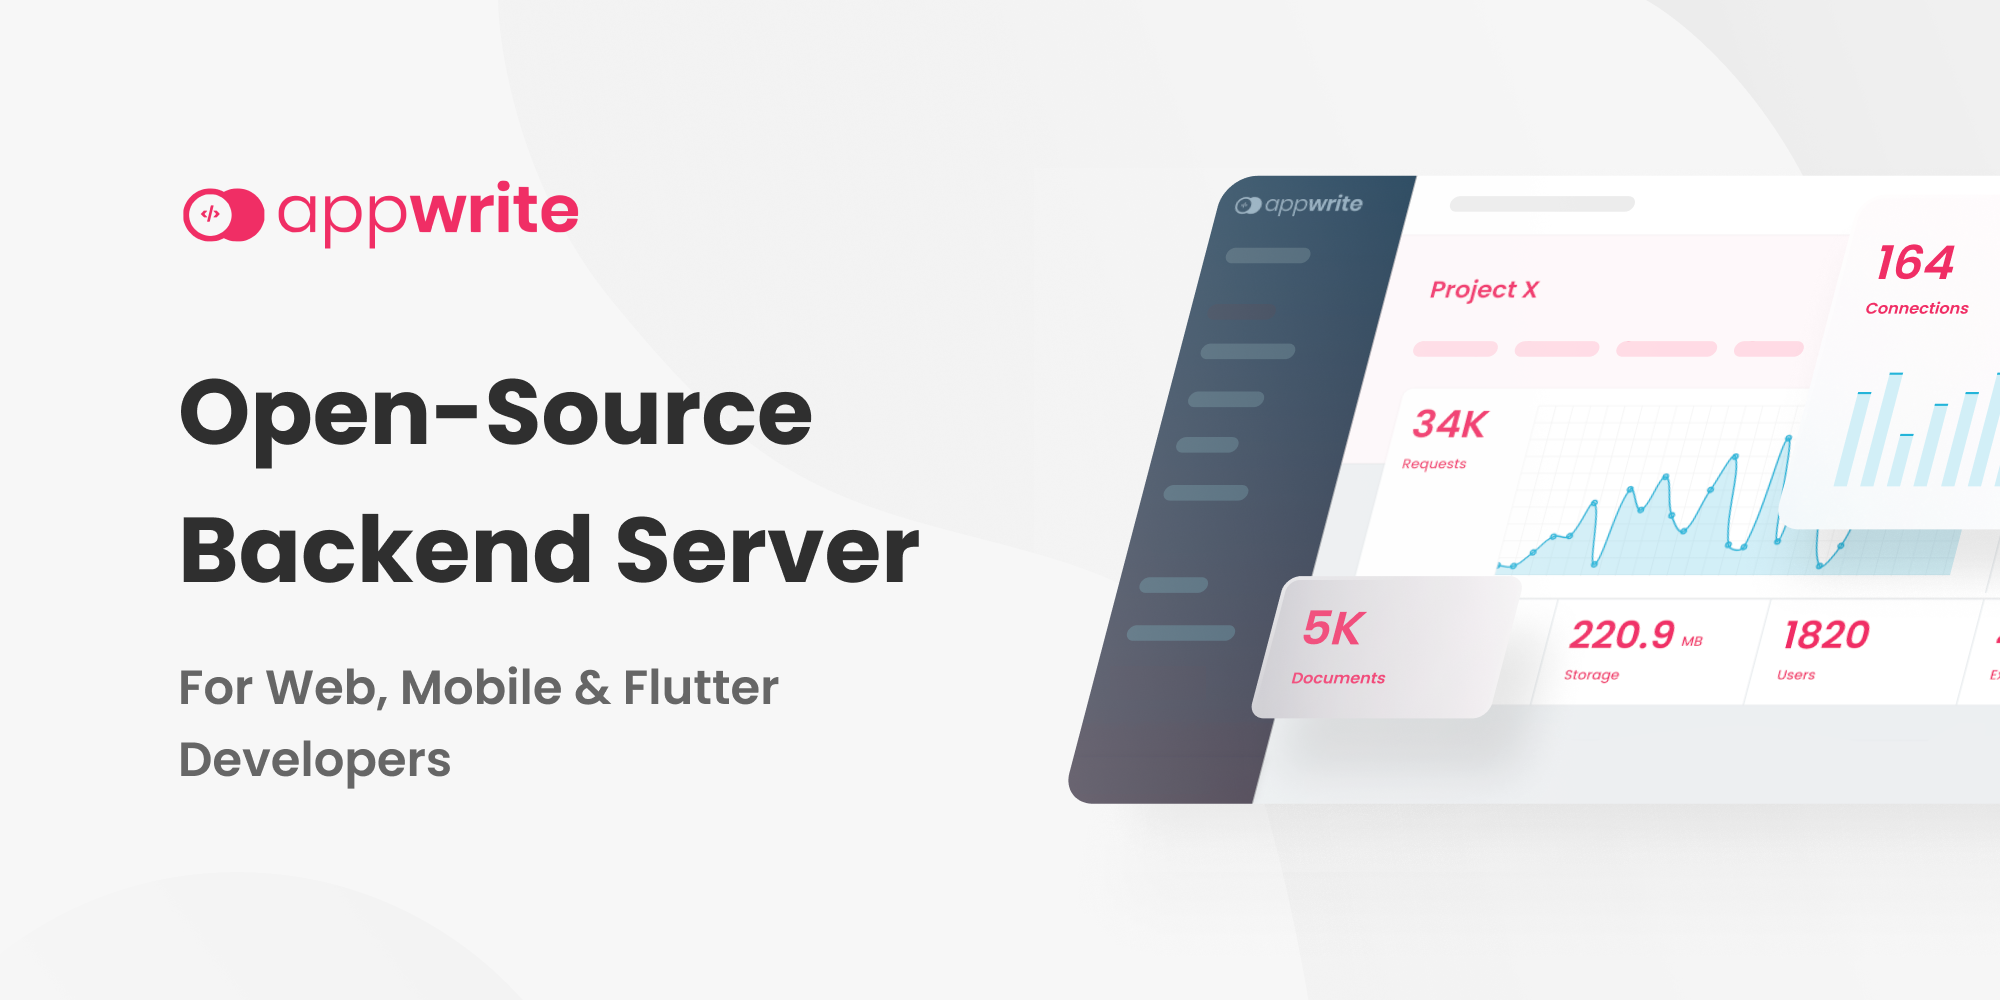 appwrite
Open-Source
Backend Server
For Web, Mobile & Flutter
Developers
appwrite
Project X
164
Connections
34K
Requests
5K
Documents
220.9 MB
Storage
1820
Users